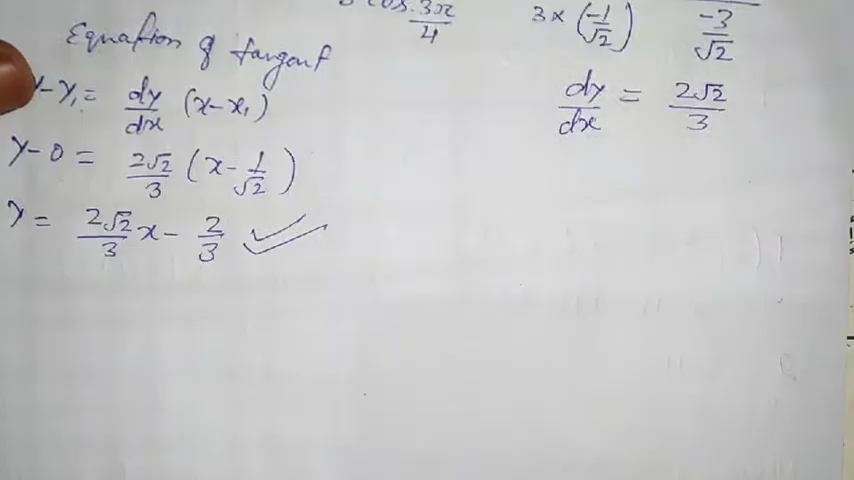 Equation of tangent
y-y₁= dy/dx (x-x₁)
y-0 = 2√2/3 (x- 1/√2)
y = 2√2/3 x- 2/3
cos.3π/4
3× (-1/√2)
-3/√2
dy/dx = 2√2/3